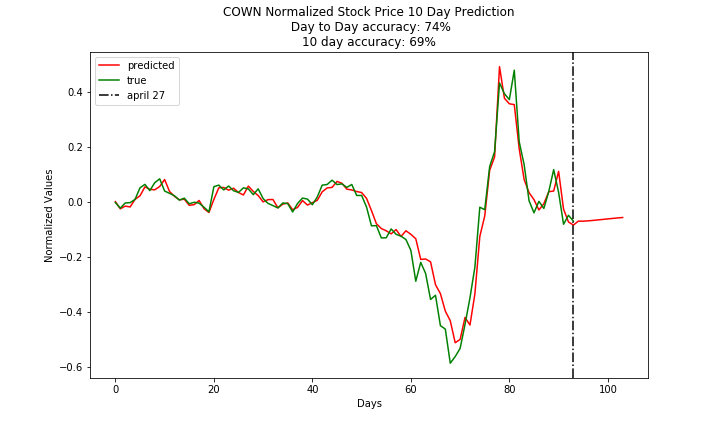 COWN Normalized Stock Price 10 Day Prediction
Day to Day accuracy: 74%
10 day accuracy: 69%
predicted
true
april 27
0.4
0.2
0.0
−0.2
−0.4
−0.6
Normalized Values
0 20 40 60 80 100
Days